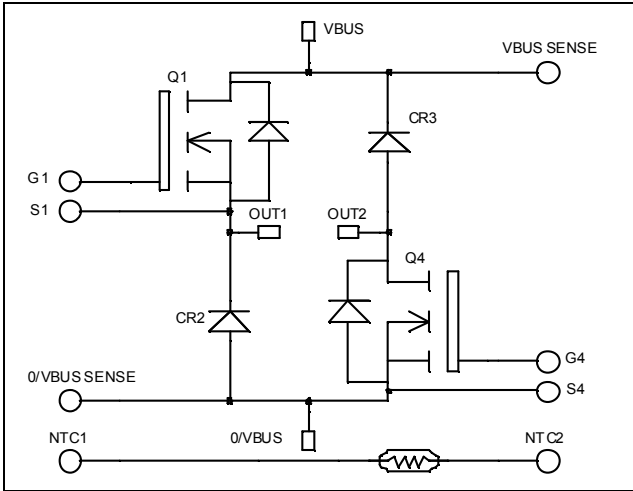 VBUS
VBUS SENSE
Q1
CR3
G1
S1
OUT1
OUT2
Q4
CR2
G4
S4
0/VBUS SENSE
0/VBUS
NTC1
NTC2